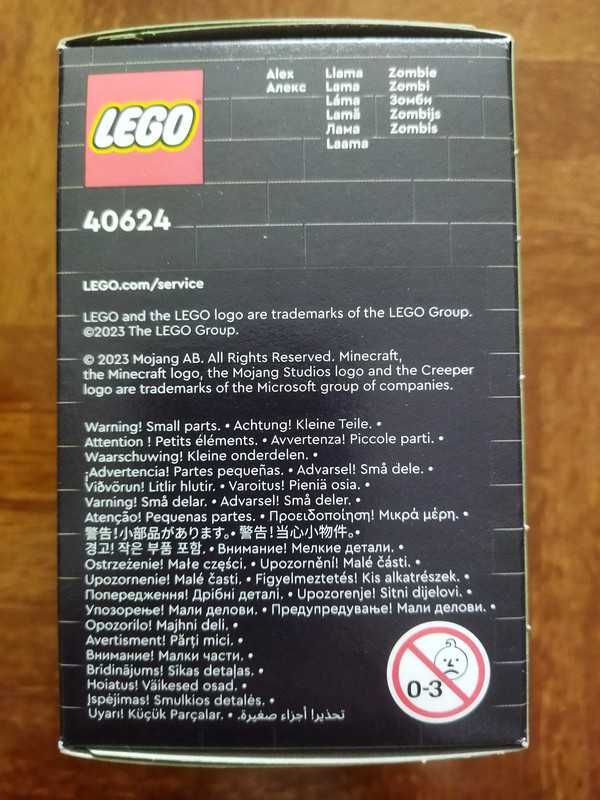 LEGO
Alex
Алекс
Llama
Lama
Láma
Lamă
Лама
Laama
Zombie
Zombi
Зомби
Zombijs
Zombis
40624
LEGO.com/service
LEGO and the LEGO logo are trademarks of the LEGO Group.
©2023 The LEGO Group.
© 2023 Mojang AB. All Rights Reserved. Minecraft,
the Minecraft logo, the Mojang Studios logo and the Creeper
logo are trademarks of the Microsoft group of companies.
Warning! Small parts. • Achtung! Kleine Teile. •
Attention ! Petits éléments. • Avvertenza! Piccole parti. •
Waarschuwing! Kleine onderdelen. •
¡Advertencia! Partes pequeñas. • Advarsel! Små dele. •
Viðvörun! Litlir hlutir. • Varoitus! Pieniä osia. •
Varning! Små delar. • Advarsel! Små deler. •
Atenção! Pequenas partes. • Προειδοποίηση! Μικρά μέρη. •
警告!小部品があります。• 警告!当心小物件。•
경고! 작은 부품 포함. • Внимание! Мелкие детали. •
Ostrzeżenie! Małe części. • Upozornění! Malé části. •
Upozornenie! Malé časti. • Figyelmeztetés! Kis alkatrészek. •
Попередження! Дрібні деталі. • Upozorenje! Sitni dijelovi. •
Упозорење! Мали делови. • Предупредување! Мали делови. •
Opozorilo! Majhni deli. •
Avertisment! Părți mici. •
Внимание! Малки части. •
Bridinājums! Sīkas detaļas. •
Hoiatus! Väikesed osad. •
Įspėjimas! Smulkios detalės. •
Uyarı! Küçük Parçalar. • تحذير! أجزاء صغيرة.
0-3